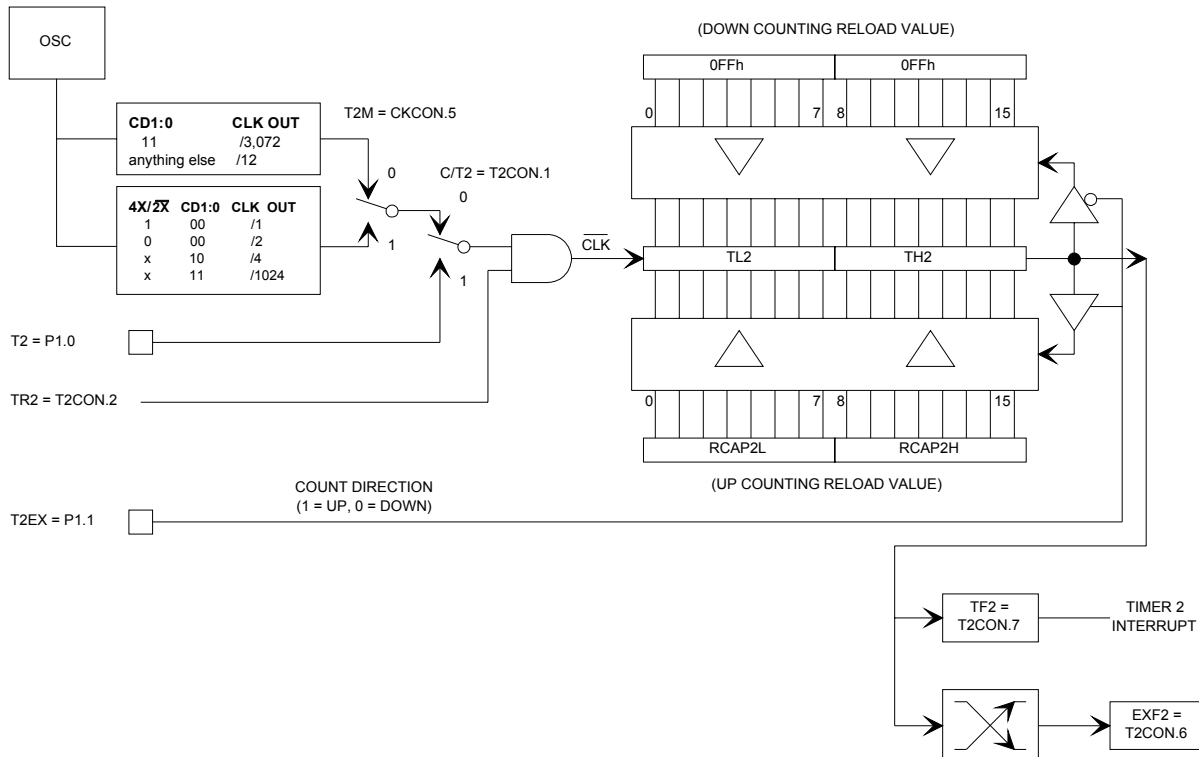 OSC
(DOWN COUNTING RELOAD VALUE)
0FFh 0FFh
0 7 8 15
CD1:0 CLK OUT
11 /3,072
anything else /12
T2M = CKCON.5
0
1
C/T2 = T2CON.1
0
1
4X/2X CD1:0 CLK OUT
1 00 /1
0 00 /2
x 10 /4
x 11 /1024
CLK
TL2 TH2
T2 = P1.0
TR2 = T2CON.2
0 7 8 15
RCAP2L RCAP2H
(UP COUNTING RELOAD VALUE)
COUNT DIRECTION
(1 = UP, 0 = DOWN)
T2EX = P1.1
TF2 =
T2CON.7
TIMER 2
INTERRUPT
EXF2 =
T2CON.6